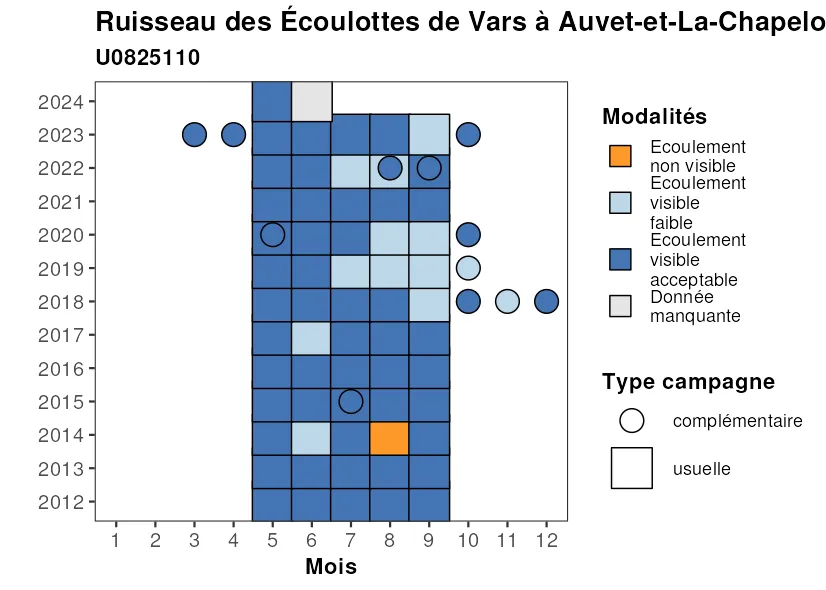 Ruisseau des Écoulottes de Vars à Auvet-et-La-Chapelo
U0825110
2024
2023
2022
2021
2020
2019
2018
2017
2016
2015
2014
2013
2012
1 2 3 4 5 6 7 8 9 10 11 12
Mois
Modalités
Ecoulement
non visible
Ecoulement
visible
faible
Ecoulement
visible
acceptable
Donnée
manquante
Type campagne
complémentaire
usuelle